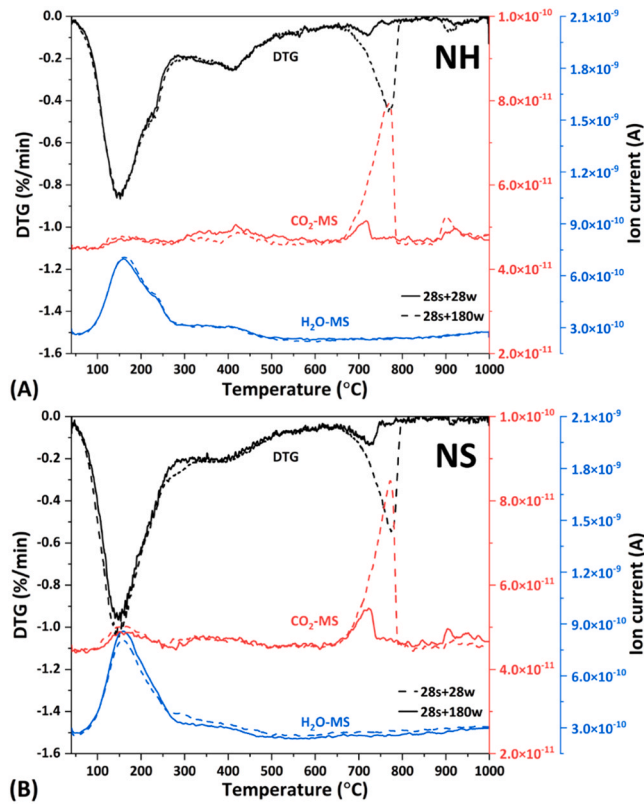 NH
DTG
CO₂-MS
H₂O-MS
28s+28w
28s+180w
DTG (%/min)
0.0
-0.2
-0.4
-0.6
-0.8
-1.0
-1.2
-1.4
-1.6
100 200 300 400 500 600 700 800 900 1000
Temperature (°C)
1.0×10⁻¹⁰
8.0×10⁻¹¹
6.0×10⁻¹¹
4.0×10⁻¹¹
2.0×10⁻¹¹
2.1×10⁻⁹
1.8×10⁻⁹
1.5×10⁻⁹
1.2×10⁻⁹
9.0×10⁻¹⁰
6.0×10⁻¹⁰
3.0×10⁻¹⁰
Ion current (A)
(A)
NS
DTG
CO₂-MS
H₂O-MS
28s+28w
28s+180w
DTG (%/min)
0.0
-0.2
-0.4
-0.6
-0.8
-1.0
-1.2
-1.4
-1.6
100 200 300 400 500 600 700 800 900 1000
Temperature (°C)
1.0×10⁻¹⁰
8.0×10⁻¹¹
6.0×10⁻¹¹
4.0×10⁻¹¹
2.0×10⁻¹¹
2.1×10⁻⁹
1.8×10⁻⁹
1.5×10⁻⁹
1.2×10⁻⁹
9.0×10⁻¹⁰
6.0×10⁻¹⁰
3.0×10⁻¹⁰
Ion current (A)
(B)